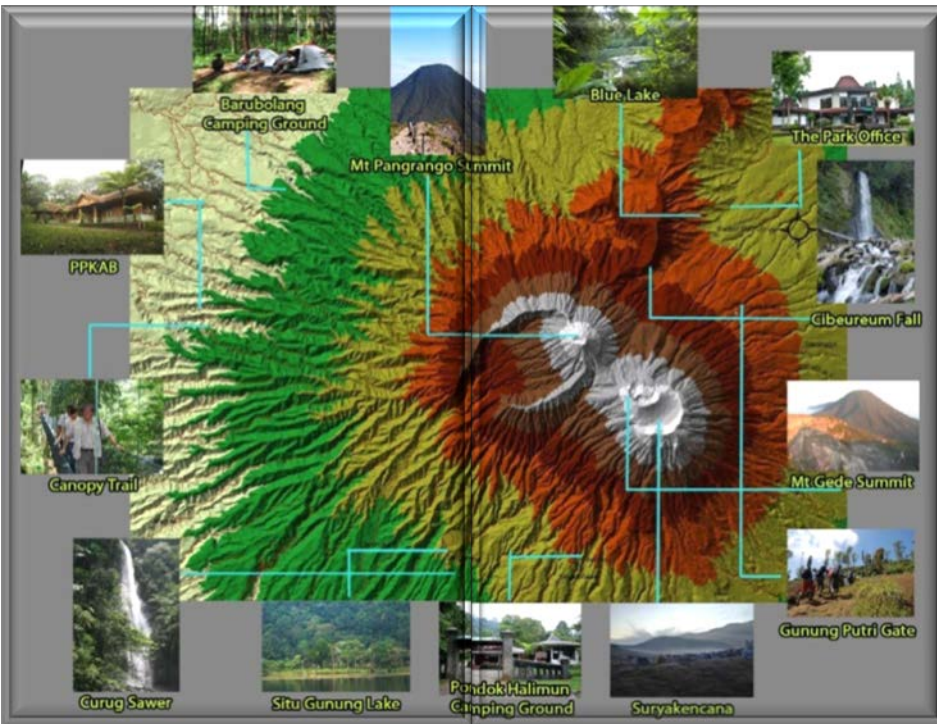 Barubolang
Camping Ground
Mt Pangrango Summit
Blue Lake
The Park Office
PPKAB
Cibeureum Fall
Canopy Trail
Mt Gede Summit
Gunung Putri Gate
Curug Sawer
Situ Gunung Lake
Pondok Halimun
Camping Ground
Suryakencana